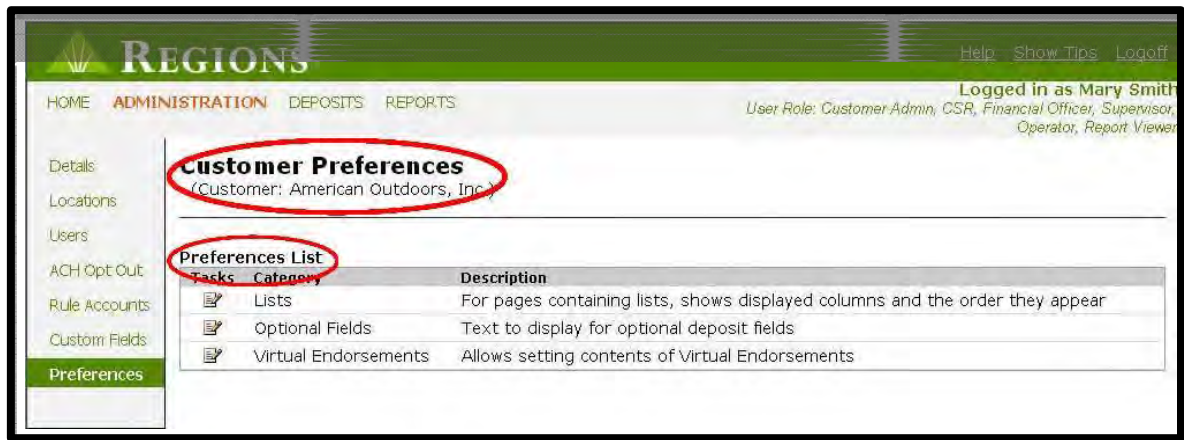 REGIONS
Help Show Tips Logoff
HOME ADMINISTRATION DEPOSITS REPORTS
Logged in as Mary Smith
User Role: Customer Admin, CSR, Financial Officer, Supervisor,
Operator, Report Viewer
Details
Locations
Users
ACH Opt Out
Rule Accounts
Custom Fields
Preferences
Customer Preferences
(Customer: American Outdoors, Inc.)
Preferences List
Tasks Category Description
Lists For pages containing lists, shows displayed columns and the order they appear
Optional Fields Text to display for optional deposit fields
Virtual Endorsements Allows setting contents of Virtual Endorsements